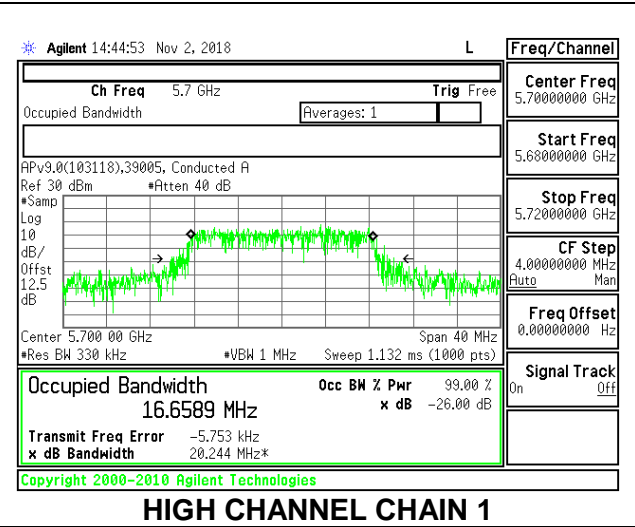 Agilent 14:44:53 Nov 2, 2018 L
Freq/Channel
Ch Freq 5.7 GHz Trig Free
Occupied Bandwidth Averages: 1
Center Freq
5.70000000 GHz
Start Freq
5.68000000 GHz
Stop Freq
5.72000000 GHz
CF Step
4.00000000 MHz
Auto Man
Freq Offset
0.00000000 Hz
Signal Track
On Off
APv9.0(103118),39005, Conducted A
Ref 30 dBm #Atten 40 dB
#Samp
Log
10
dB/
Offst
12.5
dB
Center 5.700 00 GHz Span 40 MHz
#Res BW 330 kHz #VBW 1 MHz Sweep 1.132 ms (1000 pts)
Occupied Bandwidth Occ BW % Pwr 99.00 %
16.6589 MHz x dB -26.00 dB
Transmit Freq Error -5.753 kHz
x dB Bandwidth 20.244 MHz*
Copyright 2000-2010 Agilent Technologies
HIGH CHANNEL CHAIN 1